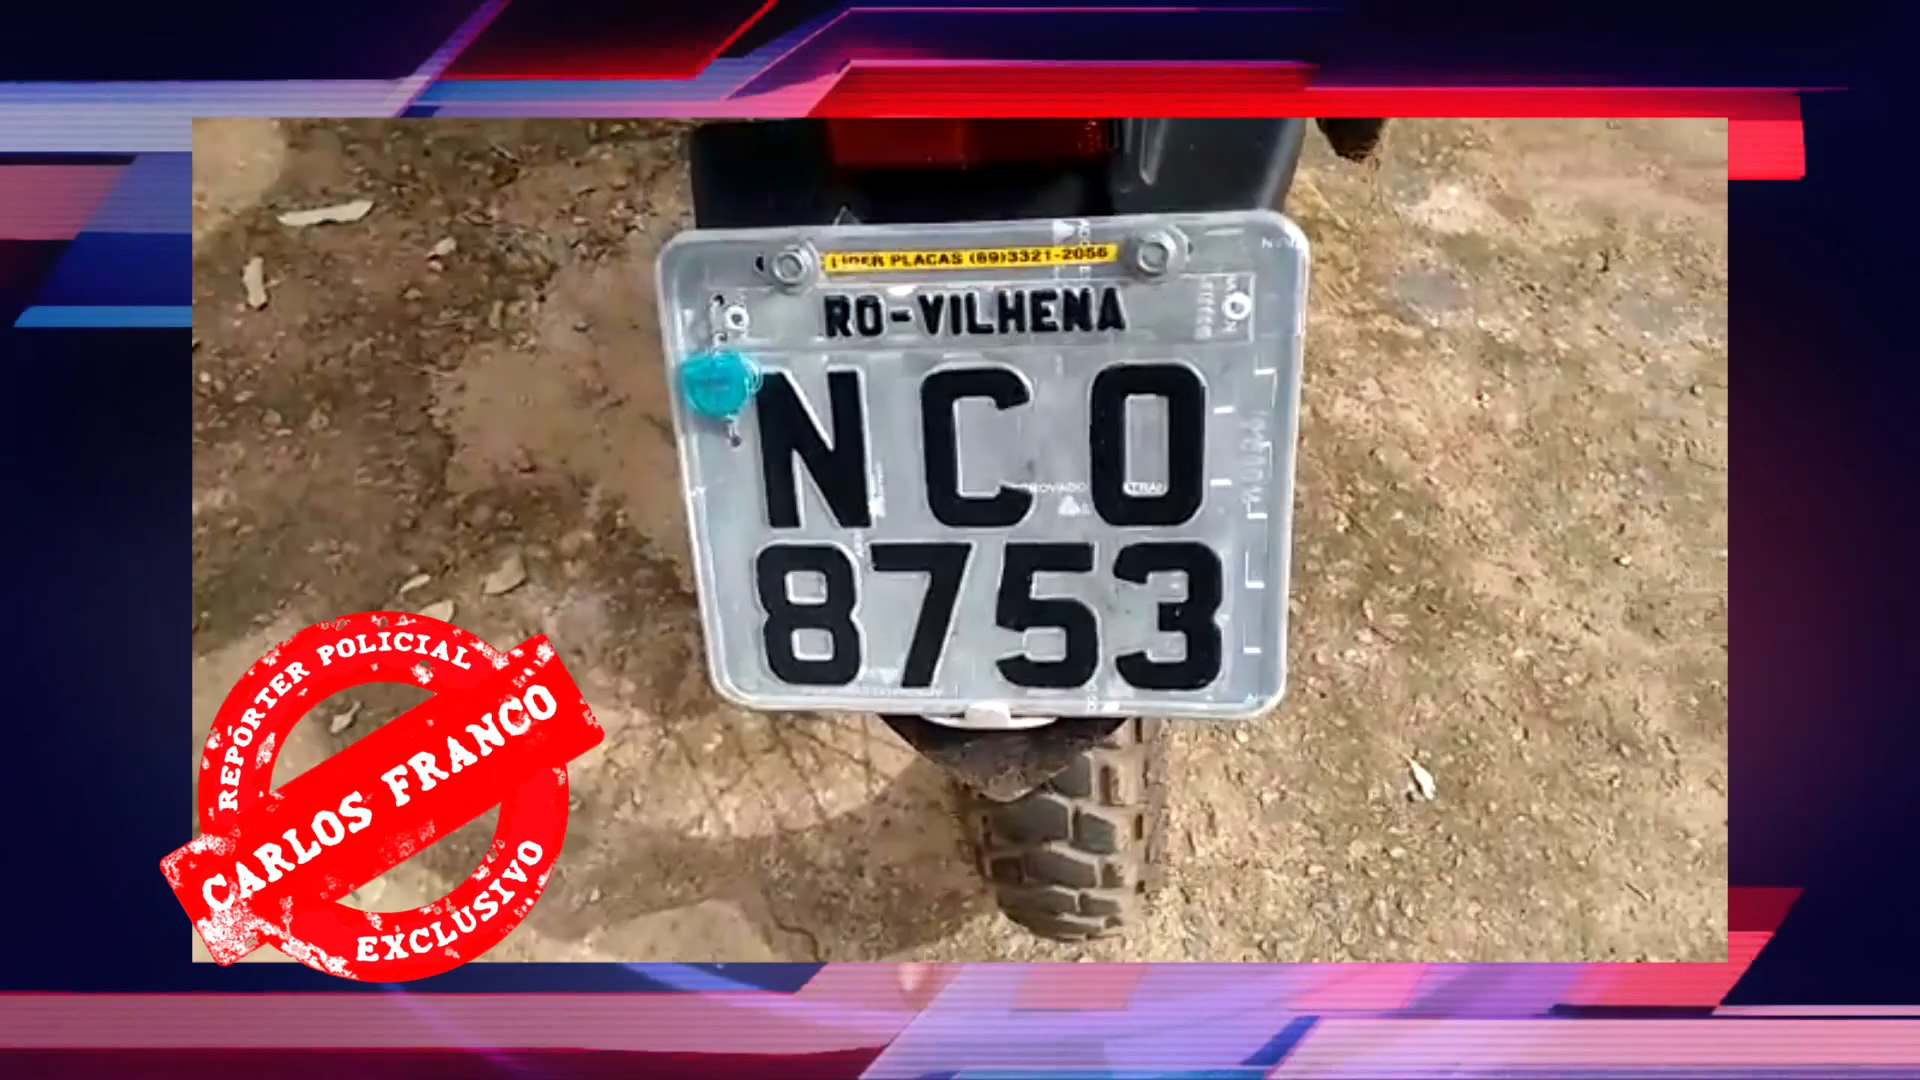 LIDER PLACAS (69)3321-2056
RO-VILHENA
NCO
8753
REPÓRTER POLICIAL
CARLOS FRANCO
EXCLUSIVO